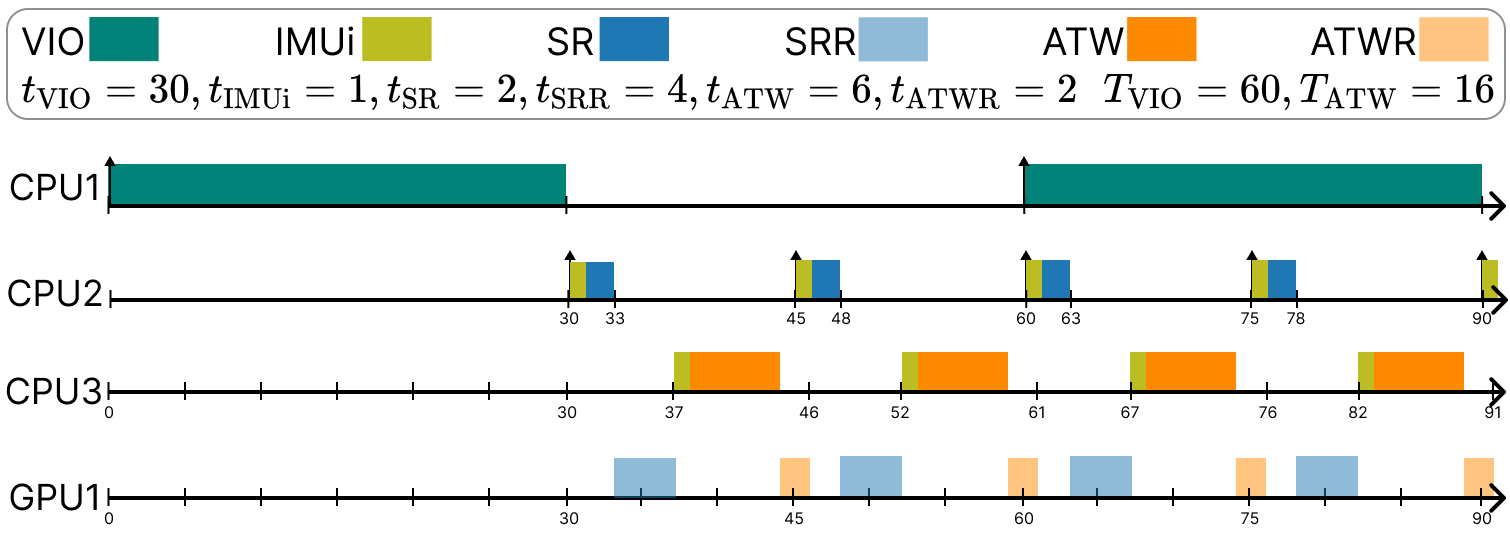 VIO IMUi SR SRR ATW ATWR
t_VIO = 30, t_IMUi = 1, t_SR = 2, t_SRR = 4, t_ATW = 6, t_ATWR = 2 T_VIO = 60, T_ATW = 16
CPU1
CPU2
30 33 45 48 60 63 75 78 90
CPU3
0 30 37 46 52 61 67 76 82 91
GPU1
0 30 45 60 75 90